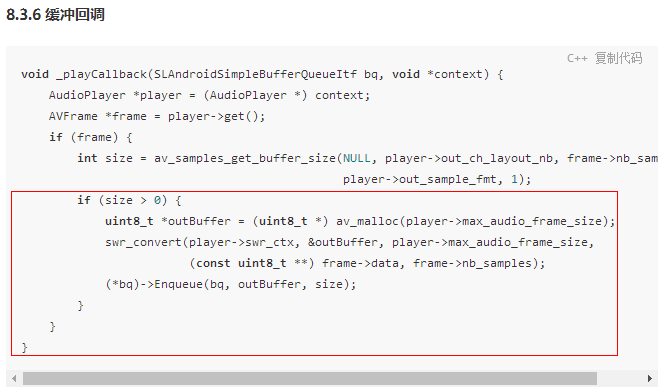 8.3.6 缓冲回调
C++ 复制代码
void _playCallback(SLAndroidSimpleBufferQueueItf bq, void *context) {
    AudioPlayer *player = (AudioPlayer *) context;
    AVFrame *frame = player->get();
    if (frame) {
        int size = av_samples_get_buffer_size(NULL, player->out_ch_layout_nb, frame->nb_sam
                                              player->out_sample_fmt, 1);
        if (size > 0) {
            uint8_t *outBuffer = (uint8_t *) av_malloc(player->max_audio_frame_size);
            swr_convert(player->swr_ctx, &outBuffer, player->max_audio_frame_size,
                        (const uint8_t **) frame->data, frame->nb_samples);
            (*bq)->Enqueue(bq, outBuffer, size);
        }
    }
}